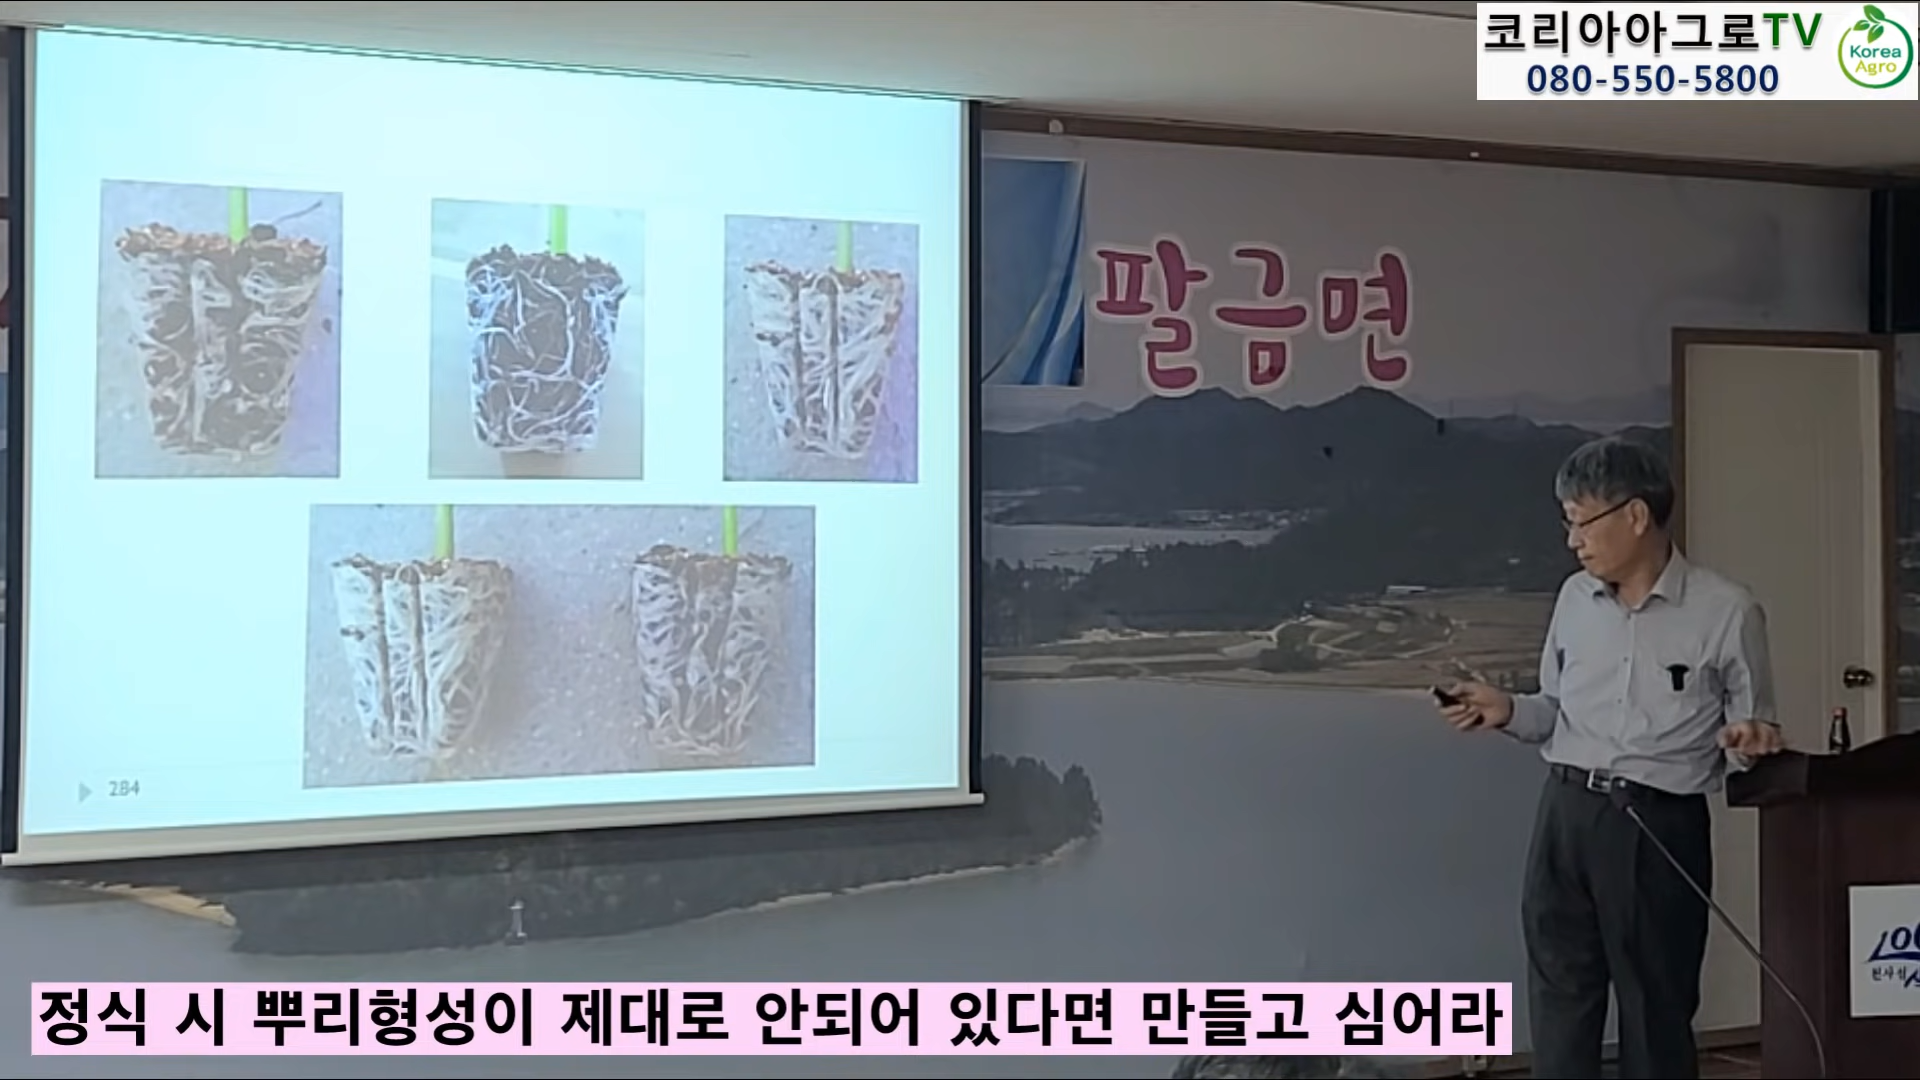 코리아아그로TV
080-550-5800
Korea
Agro
팔금면
284
정식 시 뿌리형성이 제대로 안되어 있다면 만들고 심어라